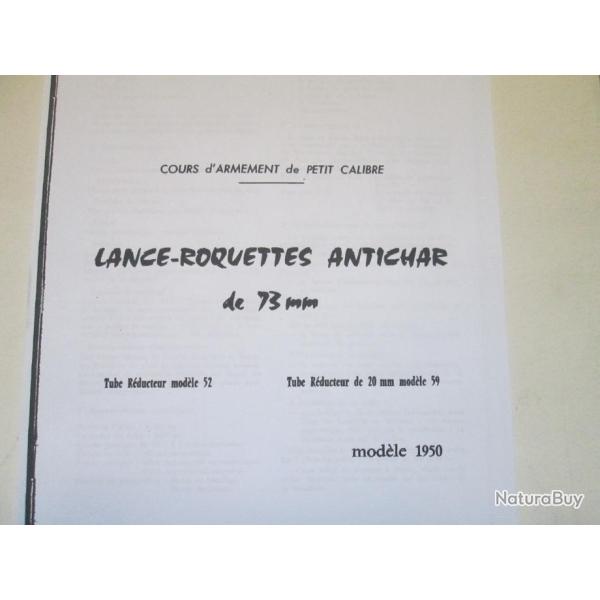 COURS d'ARMEMENT de PETIT CALIBRE
LANCE-ROQUETTES ANTICHAR
de 73 mm
Tube Réducteur modèle 52 Tube Réducteur de 20 mm modèle 59
modèle 1950
NaturaBuy